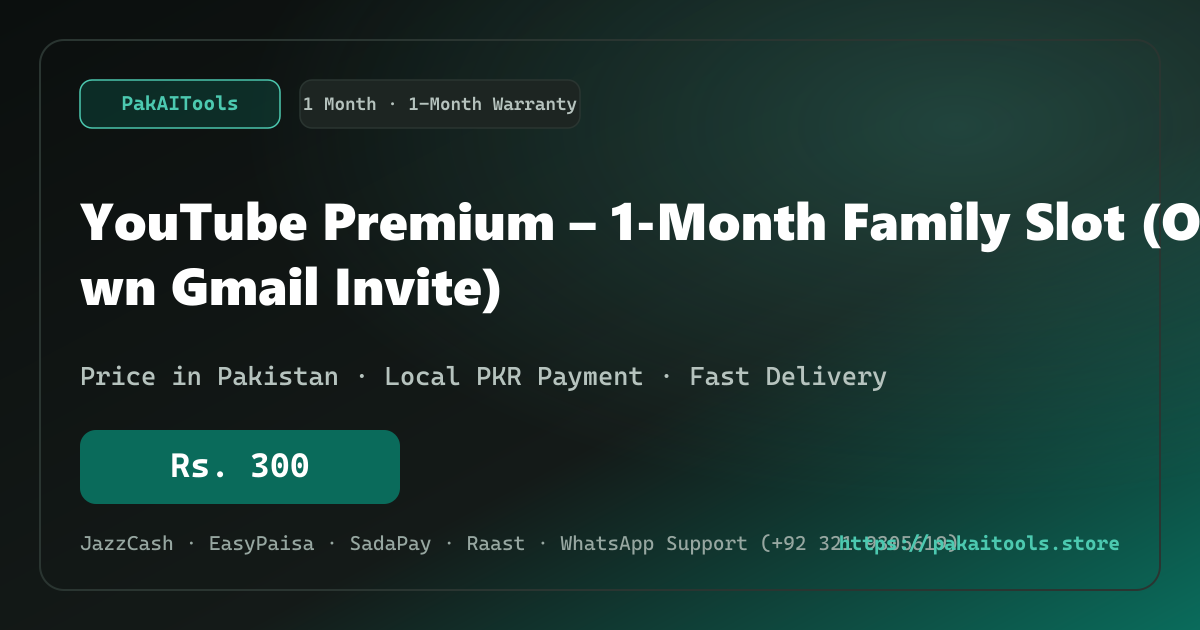 PakAITools
1 Month · 1-Month Warranty
YouTube Premium – 1-Month Family Slot (O
wn Gmail Invite)
Price in Pakistan · Local PKR Payment · Fast Delivery
Rs. 300
JazzCash · EasyPaisa · SadaPay · Raast · WhatsApp Support (+92 321
https://pakaitools.store